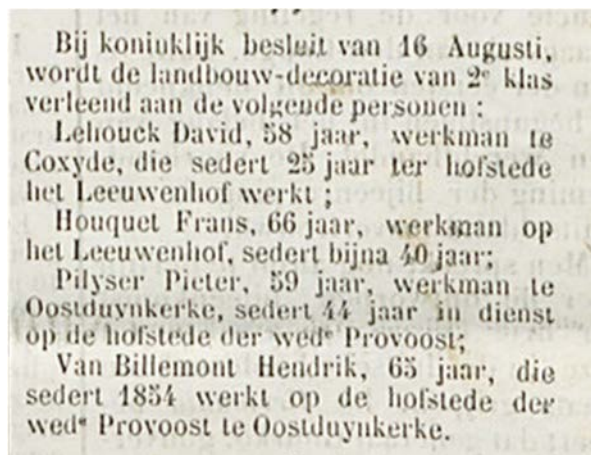 Bij koninklijk besluit van 16 Augusti,
wordt de landbouw-decoratie van 2e klas
verleend aan de volgende personen :
Lehouck David, 58 jaar, werkman te
Coxyde, die sedert 25 jaar ter hofstede
het Leeuwenhof werkt ;
Houquet Frans, 66 jaar, werkman op
het Leeuwenhof, sedert bijna 40 jaar;
Pilyser Pieter, 59 jaar, werkman te
Oostduynkerke, sedert 44 jaar in dienst
op de hofstede der wede Provoost;
Van Billemont Hendrik, 65 jaar, die
sedert 1854 werkt op de hofstede der
wede Provoost te Oostduynkerke.